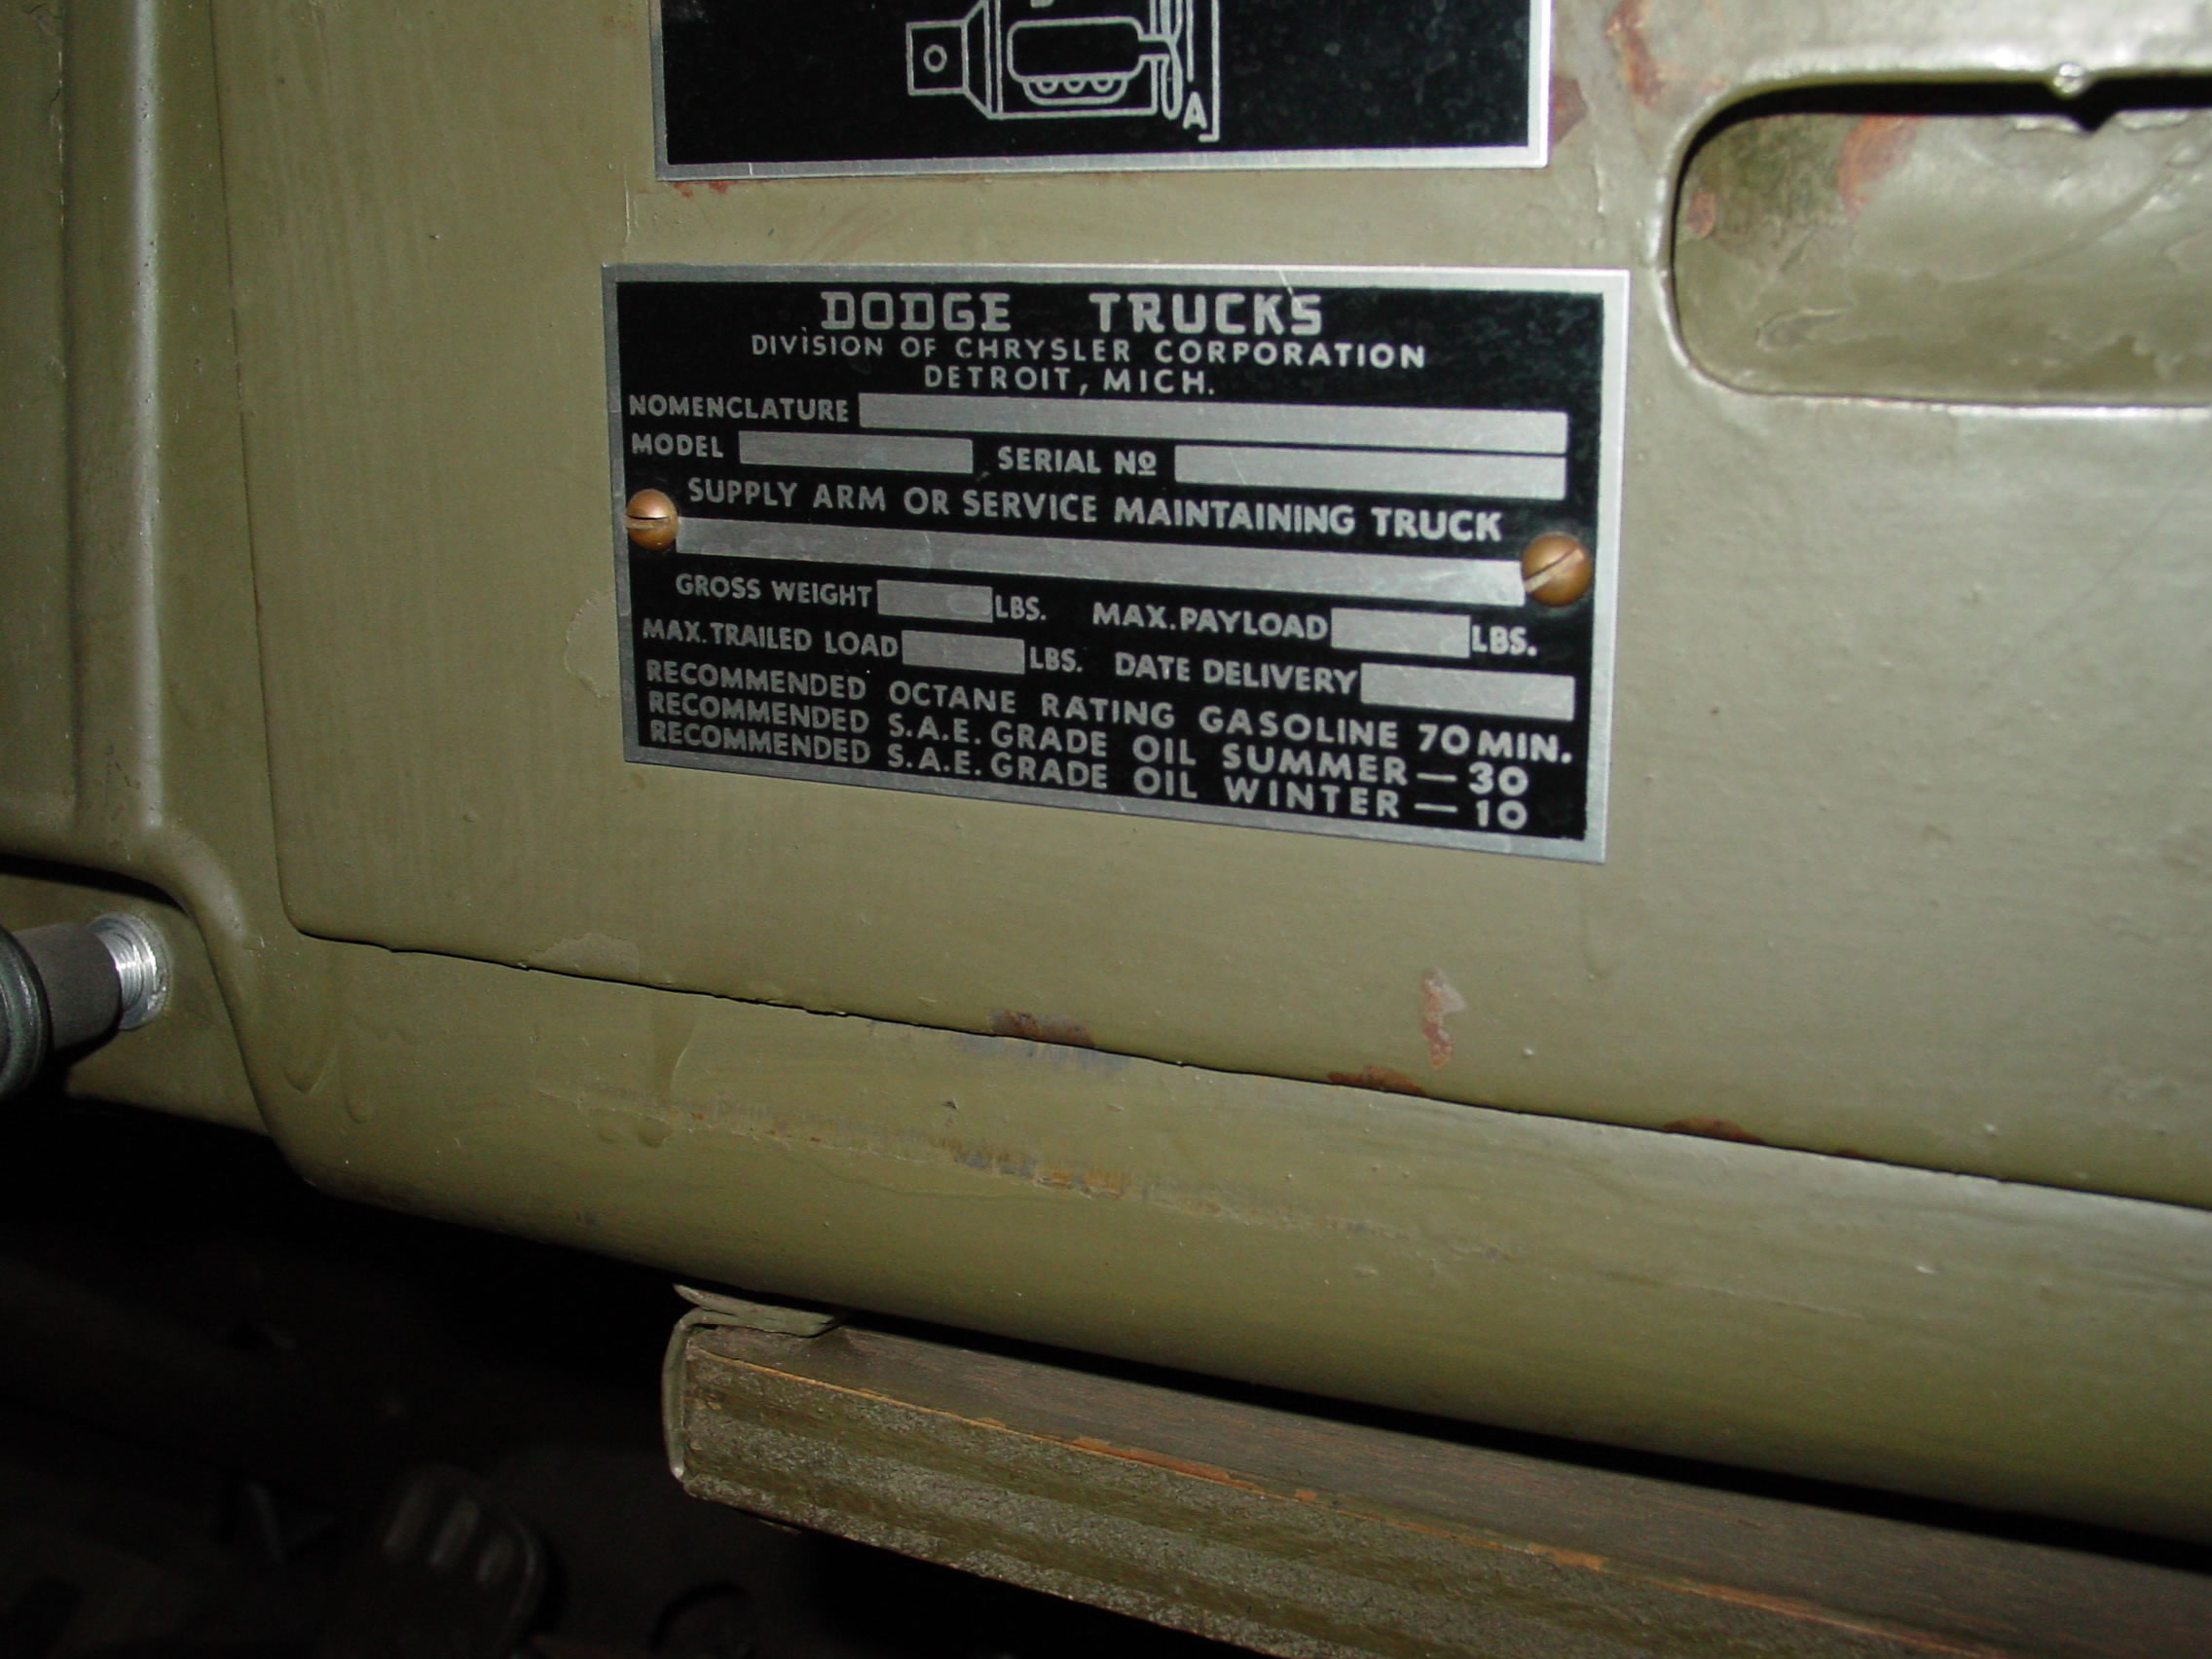 A
DODGE TRUCKS
DIVISION OF CHRYSLER CORPORATION
DETROIT, MICH.
NOMENCLATURE
MODEL SERIAL Nº
SUPPLY ARM OR SERVICE MAINTAINING TRUCK
GROSS WEIGHT LBS. MAX. PAYLOAD LBS.
MAX. TRAILED LOAD LBS. DATE DELIVERY
RECOMMENDED OCTANE RATING GASOLINE 70 MIN.
RECOMMENDED S.A.E. GRADE OIL SUMMER — 30
RECOMMENDED S.A.E. GRADE OIL WINTER — 10